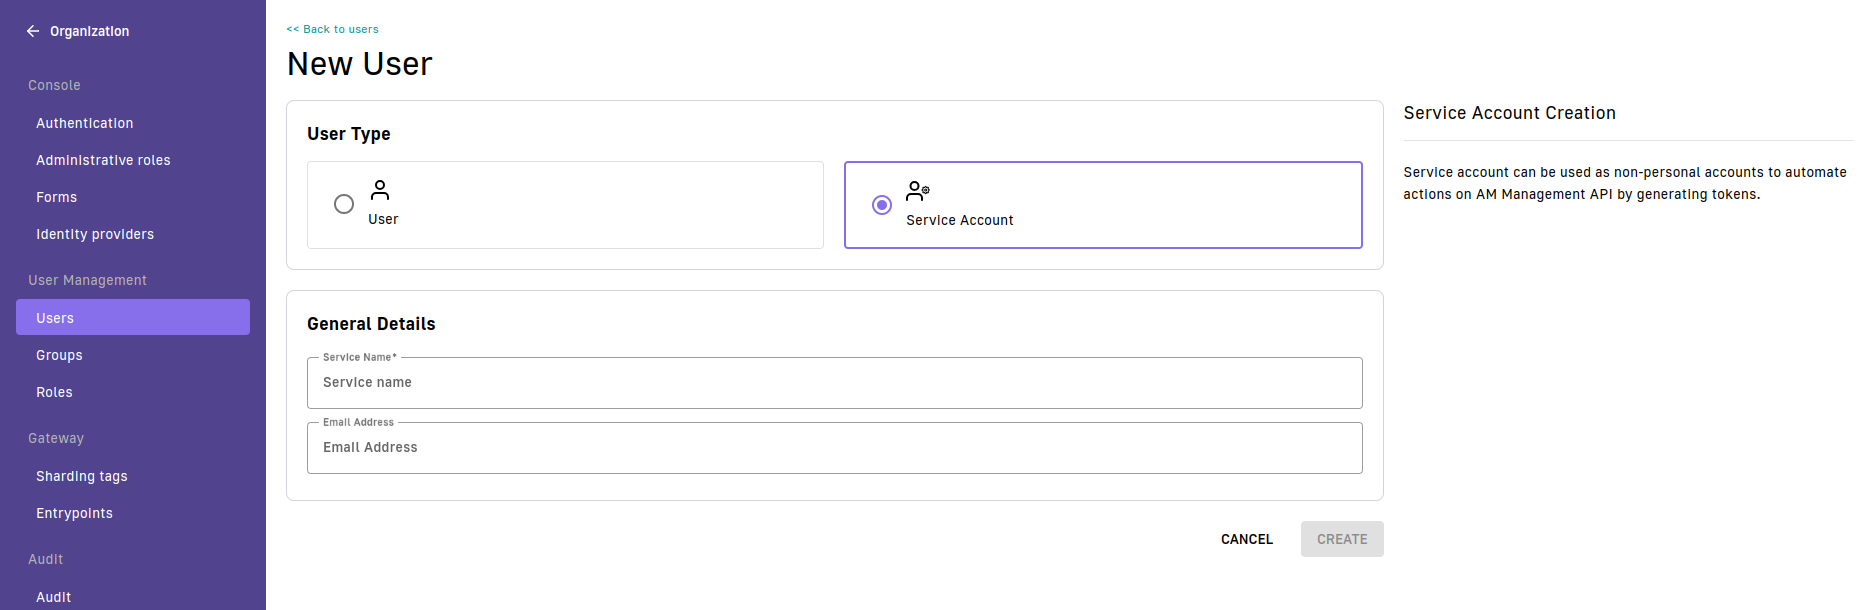 Organization
Console
Authentication
Administrative roles
Forms
Identity providers
User Management
Users
Groups
Roles
Gateway
Sharding tags
Entrypoints
Audit
Audit
<< Back to users
New User
User Type
User
Service Account
General Details
Service Name*
Service name
Email Address
Email Address
CANCEL
CREATE
Service Account Creation
Service account can be used as non-personal accounts to automate
actions on AM Management API by generating tokens.